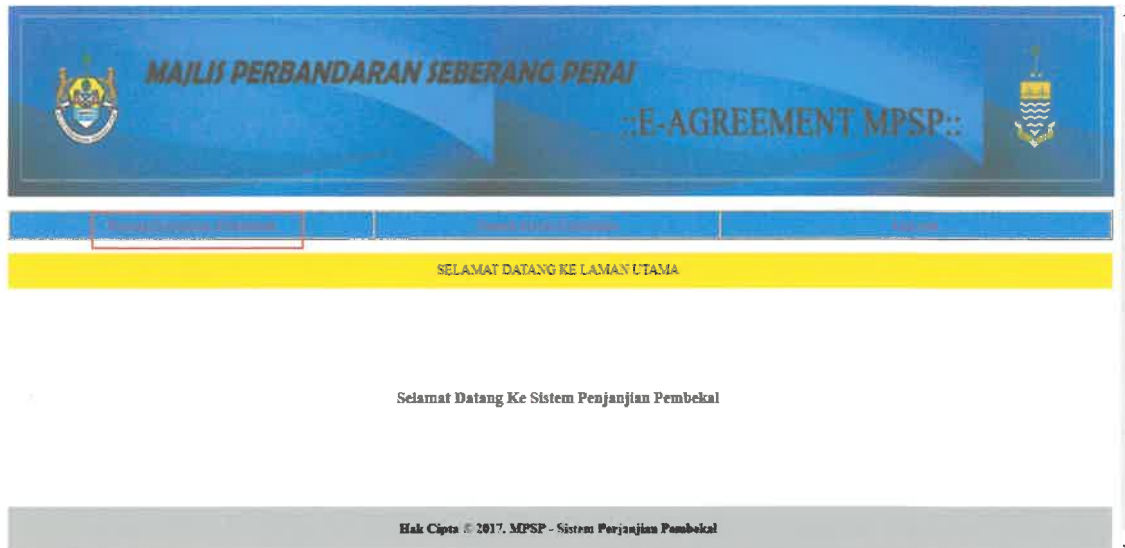 MAJLIS PERBANDARAN SEBERANG PERAI
::E-AGREEMENT MPSP::
SELAMAT DATANG KE LAMAN UTAMA
Selamat Datang Ke Sistem Penjanjian Pembekal
Hak Cipta © 2017. MPSP - Sistem Perjanjian Pembekal